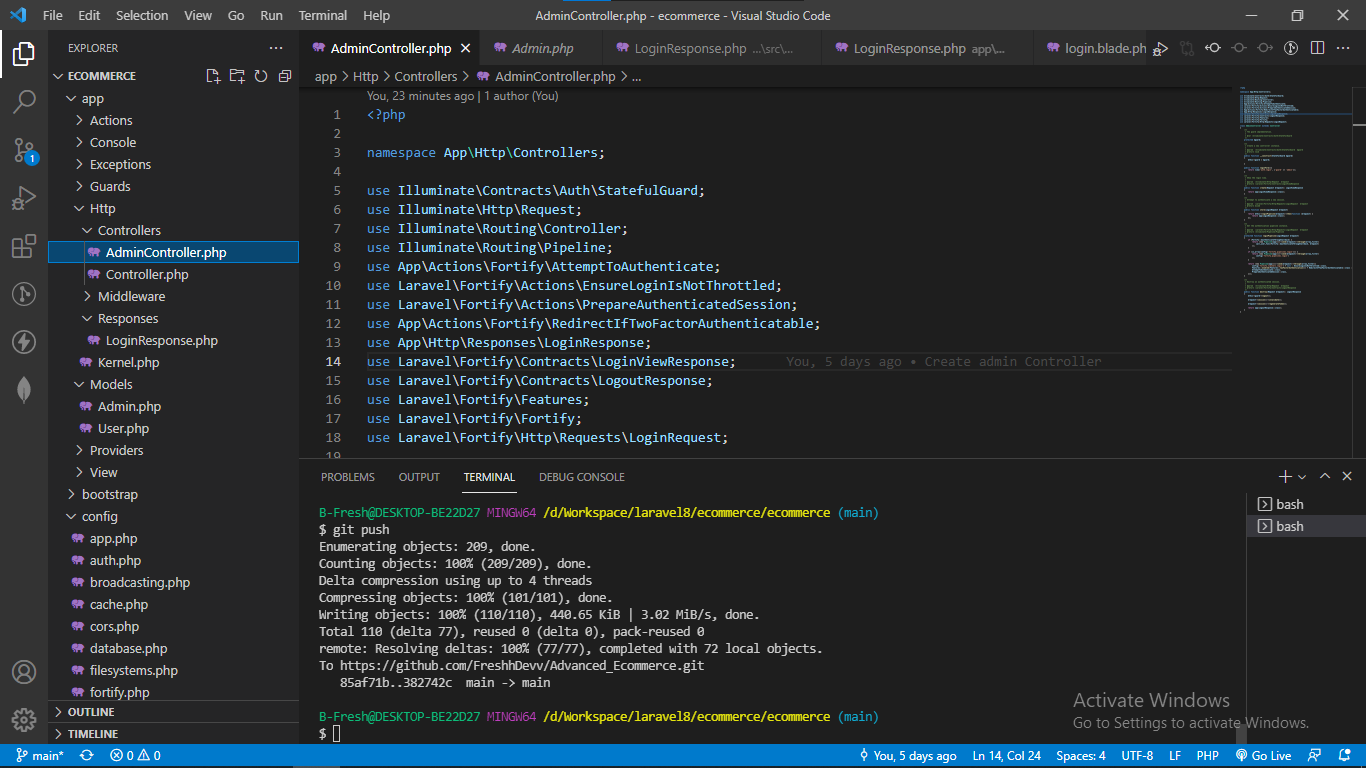 File Edit Selection View Go Run Terminal Help
AdminController.php - ecommerce - Visual Studio Code
EXPLORER
ECOMMERCE
app
Actions
Console
Exceptions
Guards
Http
Controllers
AdminController.php
Controller.php
Middleware
Responses
LoginResponse.php
Kernel.php
Models
Admin.php
User.php
Providers
View
bootstrap
config
app.php
auth.php
broadcasting.php
cache.php
cors.php
database.php
filesystems.php
fortify.php
OUTLINE
TIMELINE
1
AdminController.php Admin.php LoginResponse.php ...\src\... LoginResponse.php app\... login.blade.ph
app > Http > Controllers > AdminController.php > ...
You, 23 minutes ago | 1 author (You)
1 <?php
2
3 namespace App\Http\Controllers;
4
5 use Illuminate\Contracts\Auth\StatefulGuard;
6 use Illuminate\Http\Request;
7 use Illuminate\Routing\Controller;
8 use Illuminate\Routing\Pipeline;
9 use App\Actions\Fortify\AttemptToAuthenticate;
10 use Laravel\Fortify\Actions\EnsureLoginIsNotThrottled;
11 use Laravel\Fortify\Actions\PrepareAuthenticatedSession;
12 use App\Actions\Fortify\RedirectIfTwoFactorAuthenticatable;
13 use App\Http\Responses\LoginResponse;
14 use Laravel\Fortify\Contracts\LoginViewResponse; You, 5 days ago • Create admin Controller
15 use Laravel\Fortify\Contracts\LogoutResponse;
16 use Laravel\Fortify\Features;
17 use Laravel\Fortify\Fortify;
18 use Laravel\Fortify\Http\Requests\LoginRequest;
19
PROBLEMS OUTPUT TERMINAL DEBUG CONSOLE
B-Fresh@DESKTOP-BE22D27 MINGW64 /d/Workspace/laravel8/ecommerce/ecommerce (main)
$ git push
Enumerating objects: 209, done.
Counting objects: 100% (209/209), done.
Delta compression using up to 4 threads
Compressing objects: 100% (101/101), done.
Writing objects: 100% (110/110), 440.65 KiB | 3.02 MiB/s, done.
Total 110 (delta 77), reused 0 (delta 0), pack-reused 0
remote: Resolving deltas: 100% (77/77), completed with 72 local objects.
To https://github.com/FreshhDevv/Advanced_Ecommerce.git
85af71b..382742c main -> main
B-Fresh@DESKTOP-BE22D27 MINGW64 /d/Workspace/laravel8/ecommerce/ecommerce (main)
$
bash
bash
Activate Windows
Go to Settings to activate Windows.
main* 0 0 You, 5 days ago Ln 14, Col 24 Spaces: 4 UTF-8 LF PHP Go Live